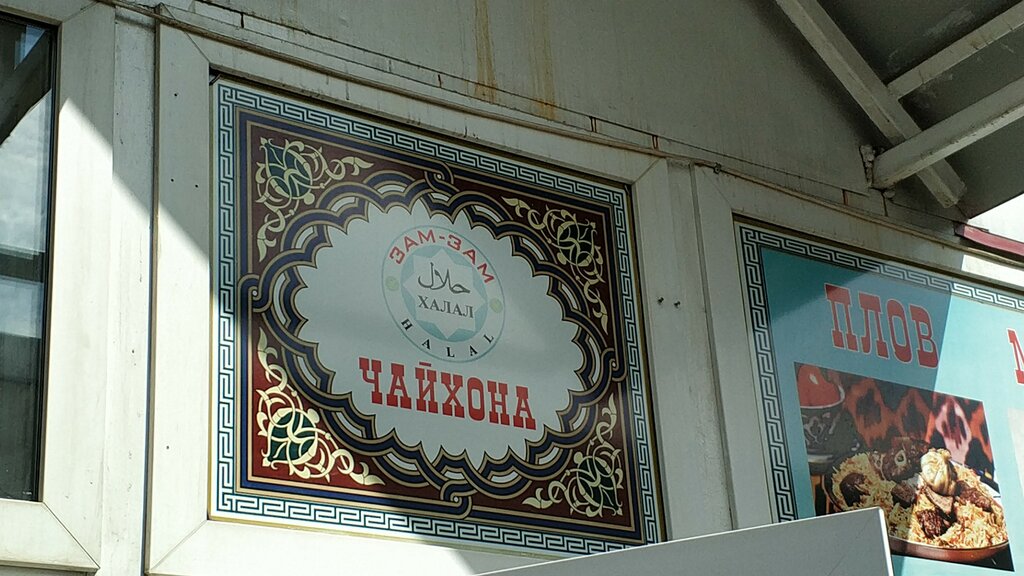 ЗАМ-ЗАМ
حلال
ХАЛАЛ
HALAL
ЧАЙХОНА
ПЛОВ